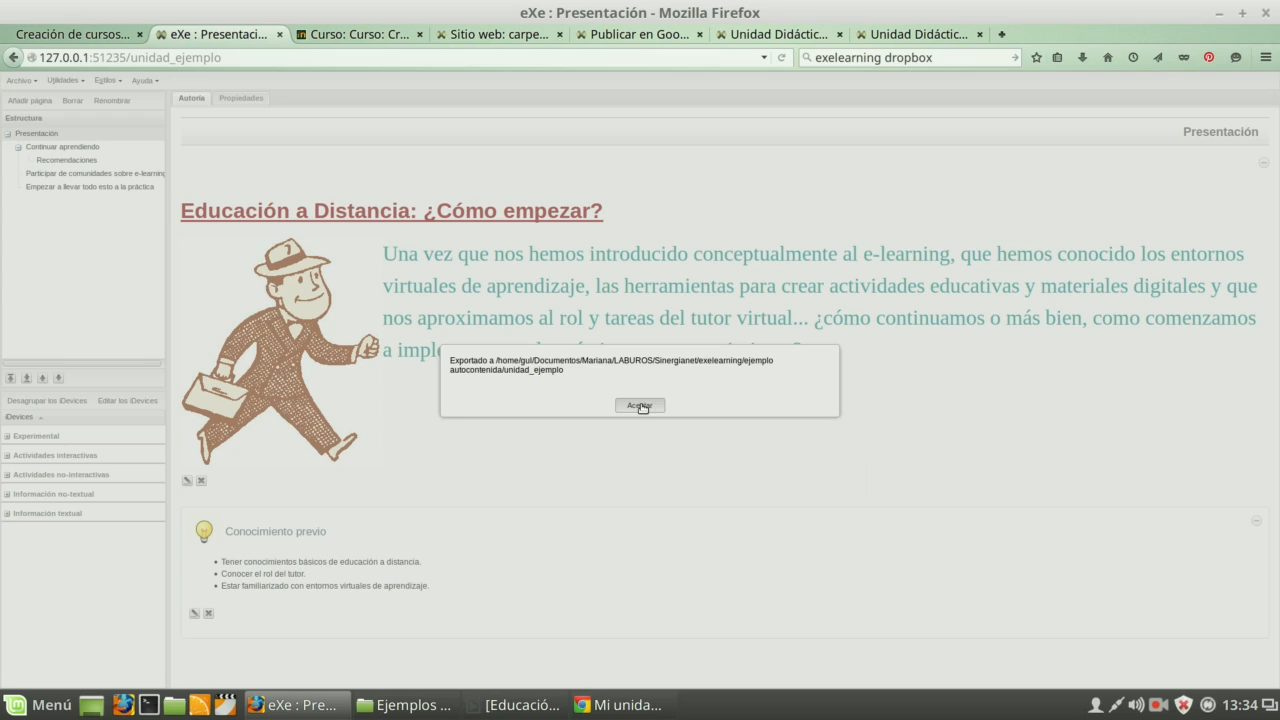 eXe : Presentación - Mozilla Firefox
Creación de cursos... × eXe : Presentaci... × Curso: Curso: Cr... × Sitio web: carpe... × Publicar en Goo... × Unidad Didáctic... × Unidad Didáctic... ×
127.0.0.1:51235/unidad_ejemplo
exelearning dropbox
Archivo Utilidades Estilos Ayuda
Añadir página Borrar Renombrar
Autoría Propiedades
Estructura
Presentación
Presentación
Continuar aprendiendo
Recomendaciones
Participar de comunidades sobre e-learning
Empezar a llevar todo esto a la práctica
Educación a Distancia: ¿Cómo empezar?
Una vez que nos hemos introducido conceptualmente al e-learning, que hemos conocido los entornos
virtuales de aprendizaje, las herramientas para crear actividades educativas y materiales digitales y que
nos aproximamos al rol y tareas del tutor virtual... ¿cómo continuamos o más bien, como comenzamos
a
Exportado a /home/gul/Documentos/Mariana/LABUROS/Sinergianet/exelearning/ejemplo
autocontenida/unidad_ejemplo
Aceptar
Desagrupar los iDevices Editar los iDevices
iDevices
Experimental
Actividades interactivas
Actividades no-interactivas
Información no-textual
Información textual
Conocimiento previo
• Tener conocimientos básicos de educación a distancia.
• Conocer el rol del tutor.
• Estar familiarizado con entornos virtuales de aprendizaje.
Menú eXe : Pre... Ejemplos ... [Educació... Mi unida... 13:34